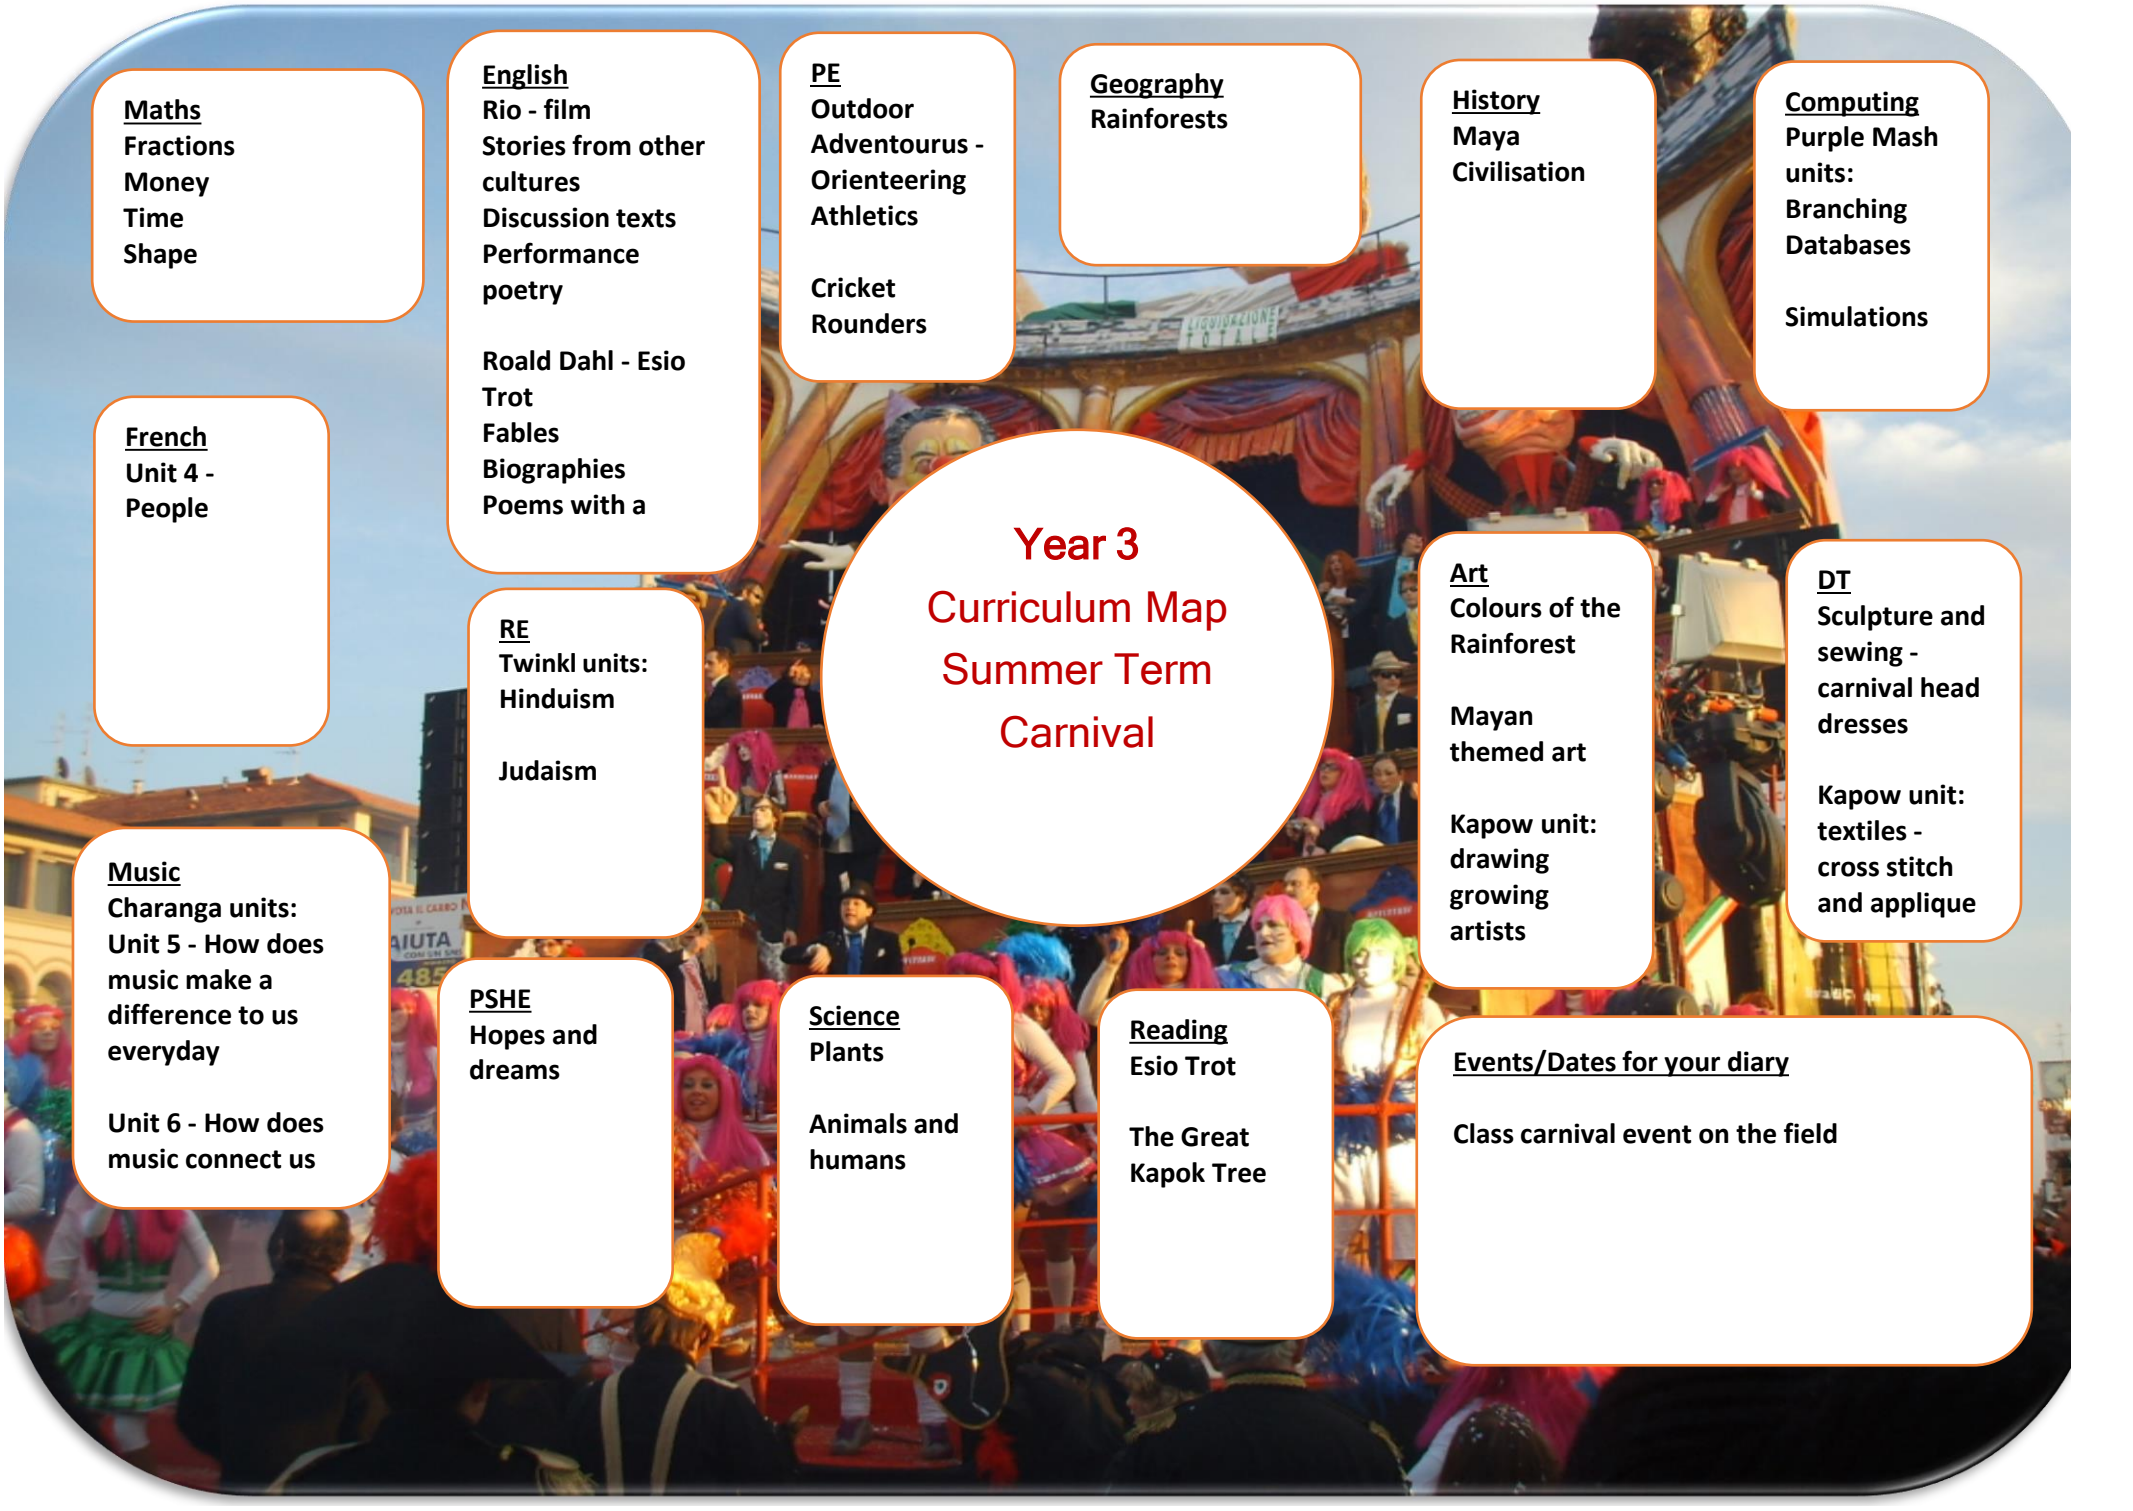 Maths
Fractions
Money
Time
Shape
English
Rio - film
Stories from other
cultures
Discussion texts
Performance
poetry
Roald Dahl - Esio
Trot
Fables
Biographies
Poems with a
PE
Outdoor
Adventourus -
Orienteering
Athletics
Cricket
Rounders
Geography
Rainforests
History
Maya
Civilisation
Computing
Purple Mash
units:
Branching
Databases
Simulations
LIQUIDAZIONE
TOTALE
French
Unit 4 -
People
Year 3
Curriculum Map
Summer Term
Carnival
RE
Twinkl units:
Hinduism
Judaism
Art
Colours of the
Rainforest
Mayan
themed art
Kapow unit:
drawing
growing
artists
DT
Sculpture and
sewing -
carnival head
dresses
Kapow unit:
textiles -
cross stitch
and applique
Music
Charanga units:
Unit 5 - How does
music make a
difference to us
everyday
Unit 6 - How does
music connect us
AIUTA
CON UN SMS
485
PSHE
Hopes and
dreams
Science
Plants
Animals and
humans
Reading
Esio Trot
The Great
Kapok Tree
Events/Dates for your diary
Class carnival event on the field